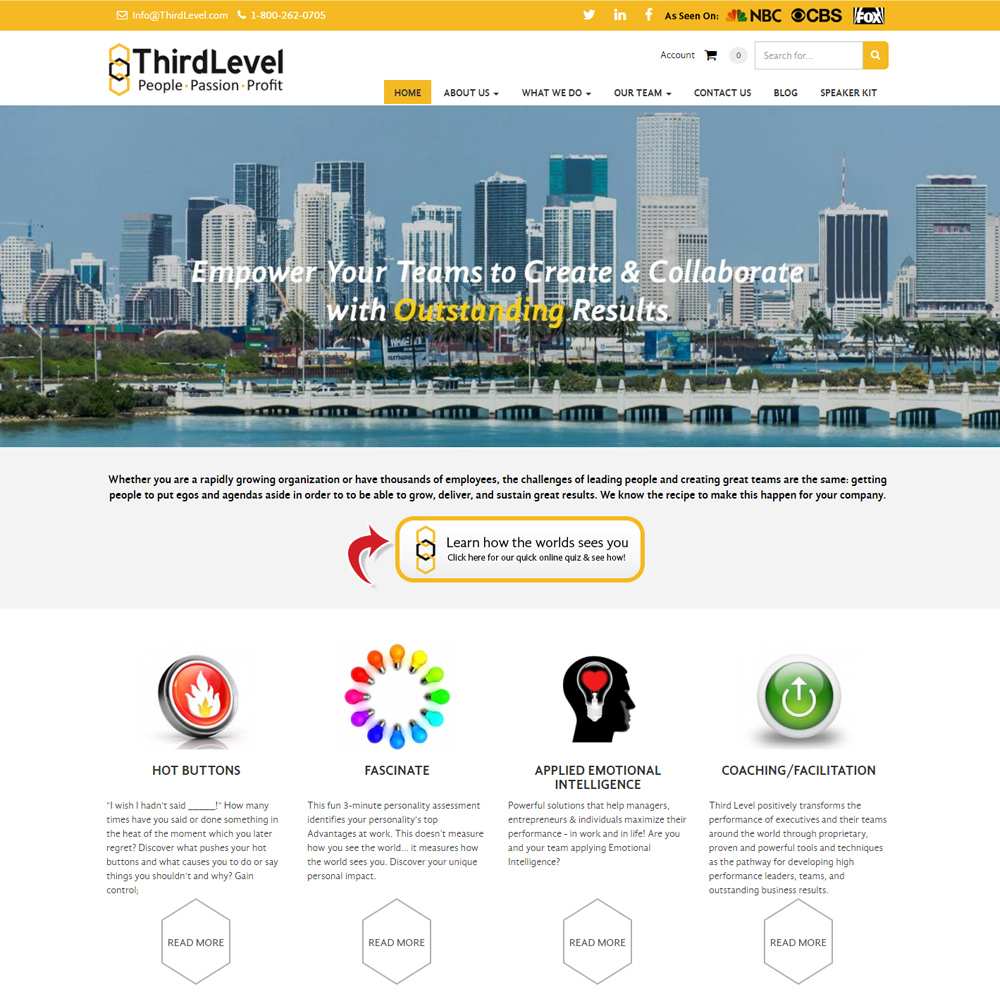 Info@ThirdLevel.com 1-800-262-0705 As Seen On: NBC CBS FOX
ThirdLevel
People·Passion·Profit
Account 0 Search for...
HOME ABOUT US WHAT WE DO OUR TEAM CONTACT US BLOG SPEAKER KIT
Empower Your Teams to Create & Collaborate
with Outstanding Results
Whether you are a rapidly growing organization or have thousands of employees, the challenges of leading people and creating great teams are the same: getting
people to put egos and agendas aside in order to to be able to grow, deliver, and sustain great results. We know the recipe to make this happen for your company.
Learn how the worlds sees you
Click here for our quick online quiz & see how!
HOT BUTTONS
"I wish I hadn't said ______!" How many
times have you said or done something in
the heat of the moment which you later
regret? Discover what pushes your hot
buttons and what causes you to do or say
things you shouldn't and why? Gain
control;
READ MORE
FASCINATE
This fun 3-minute personality assessment
identifies your personality's top
Advantages at work. This doesn't measure
how you see the world... it measures how
the world sees you. Discover your unique
personal impact.
READ MORE
APPLIED EMOTIONAL
INTELLIGENCE
Powerful solutions that help managers,
entrepreneurs & individuals maximize their
performance - in work and in life! Are you
and your team applying Emotional
Intelligence?
READ MORE
COACHING/FACILITATION
Third Level positively transforms the
performance of executives and their teams
around the world through proprietary,
proven and powerful tools and techniques
as the pathway for developing high
performance leaders, teams, and
outstanding business results.
READ MORE